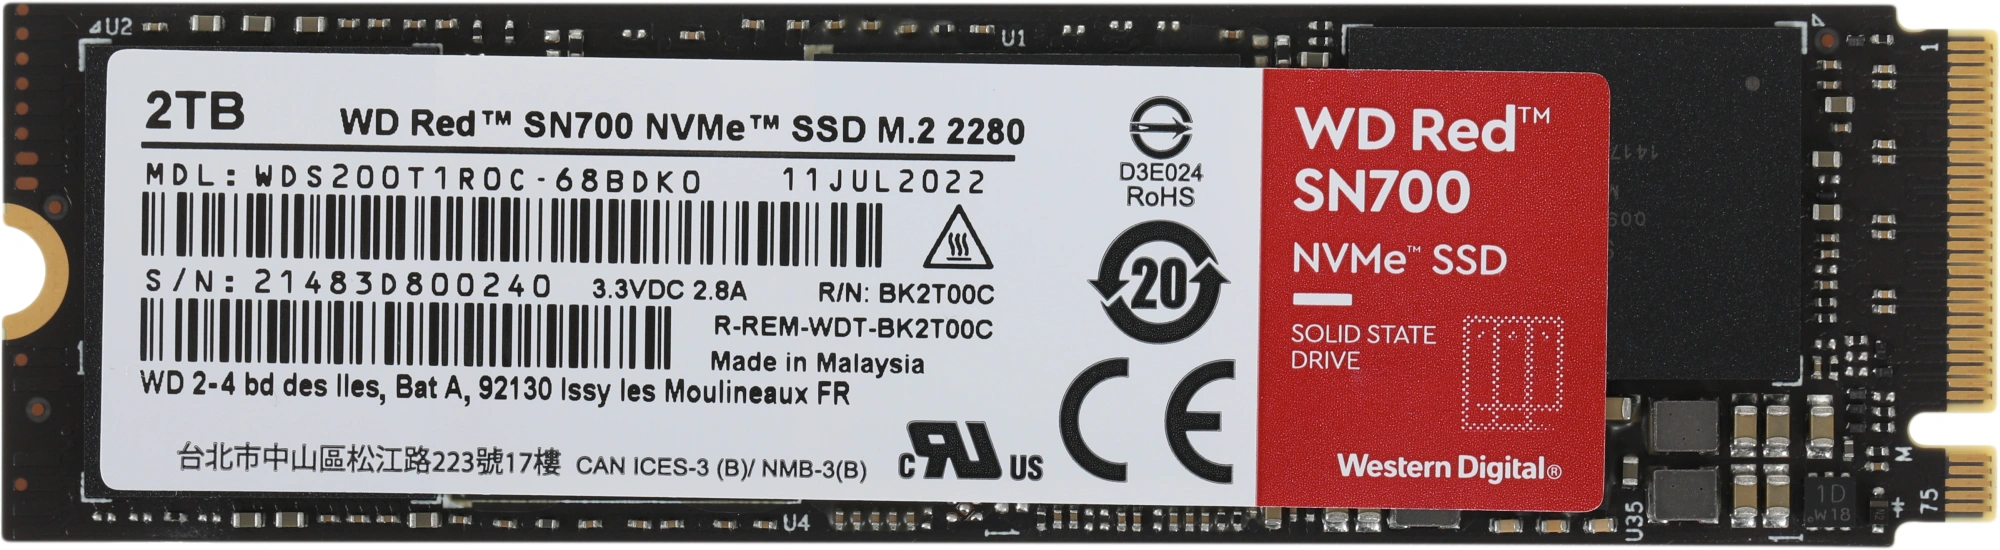 U2
U1
1
2TB
WD Red™ SN700 NVMe™ SSD M.2 2280
MDL: WDS200T1R0C-68BDK0 11JUL2022
S/N: 21483D800240 3.3VDC 2.8A R/N: BK2T00C
R-REM-WDT-BK2T00C
Made in Malaysia
WD 2-4 bd des Iles, Bat A, 92130 Issy les Moulineaux FR
台北市中山區松江路223號17樓 CAN ICES-3 (B)/ NMB-3(B)
c RU US
D3E024
RoHS
20
CE
WD Red™
SN700
NVMe™ SSD
SOLID STATE
DRIVE
Western Digital®
U4
U35
1D
W18
M
75